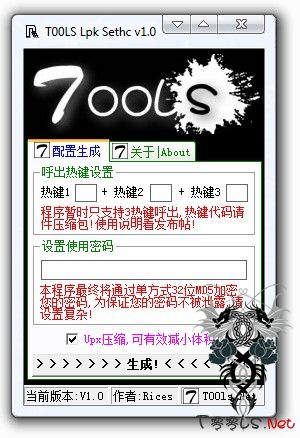 T00LS Lpk Sethc v1.0
TOOLS
配置生成
关于|About
呼出热键设置
热键1 + 热键2 + 热键3
程序暂时只支持3热键呼出,热键代码请
件压缩包!使用说明看发布帖!
设置使用密码
本程序最终将通过单方式32位MD5加密
您的密码,为保证您的密码不被泄露,请
设置复杂!
Upx压缩,可有效减小体积
>>>>>>>生成!<<<<
当前版本:V1.0
作者:Rices
T00Ls.Net
T零零LS.Net